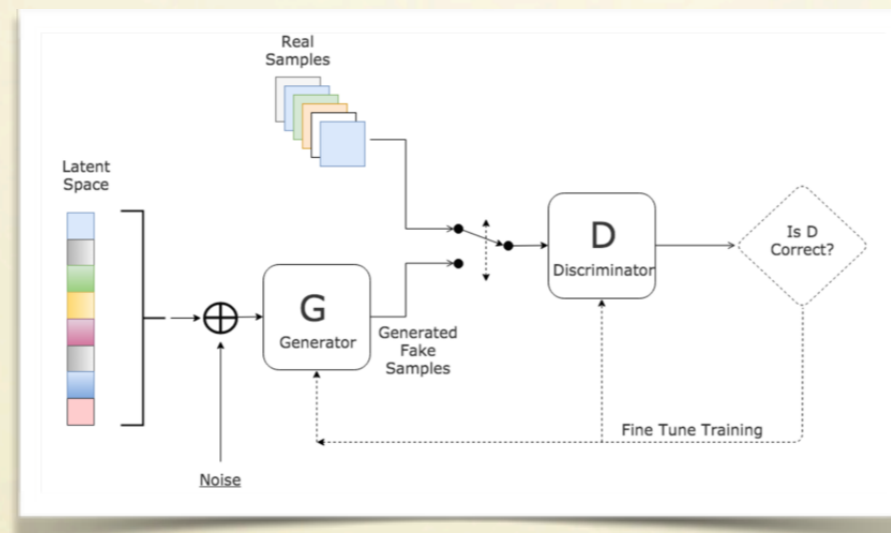 Real
Samples
Latent
Space
D
Discriminator
Is D
Correct?
G
Generator
Generated
Fake
Samples
Fine Tune Training
Noise